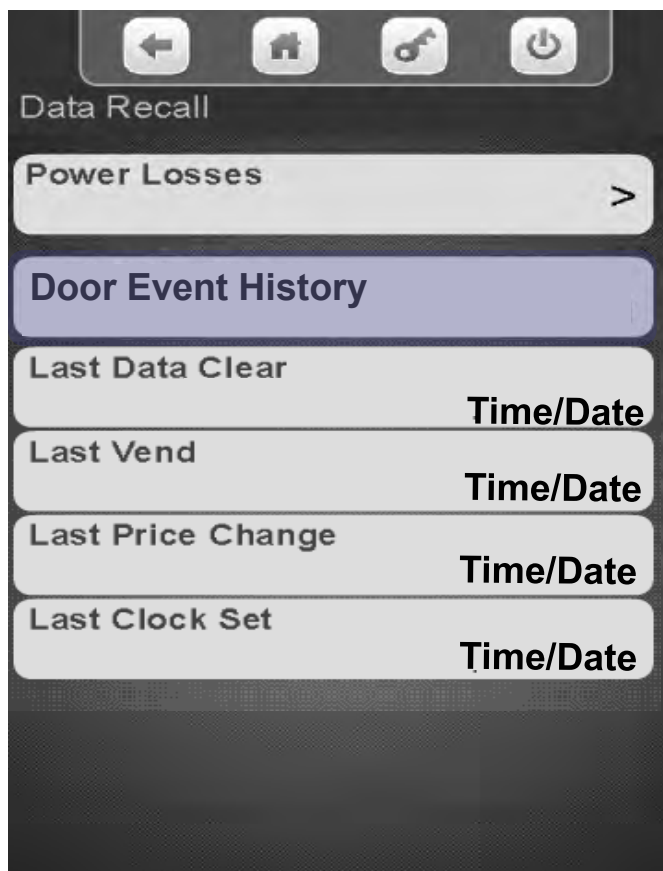 Data Recall
Power Losses
>
Door Event History
Last Data Clear
Time/Date
Last Vend
Time/Date
Last Price Change
Time/Date
Last Clock Set
Time/Date